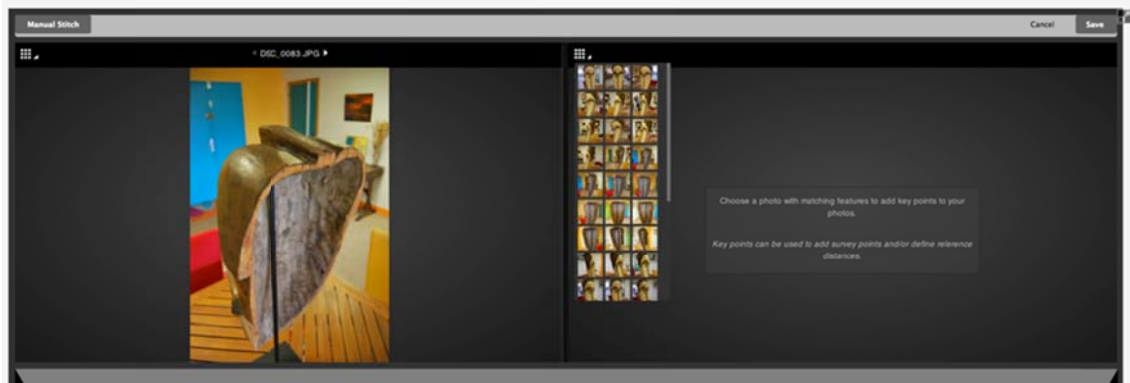 Manual Stitch
Cancel
Save
DSC_0083.JPG
Choose a photo with matching features to add key points to your
photos.
Key points can be used to add survey points and/or define reference
distances.